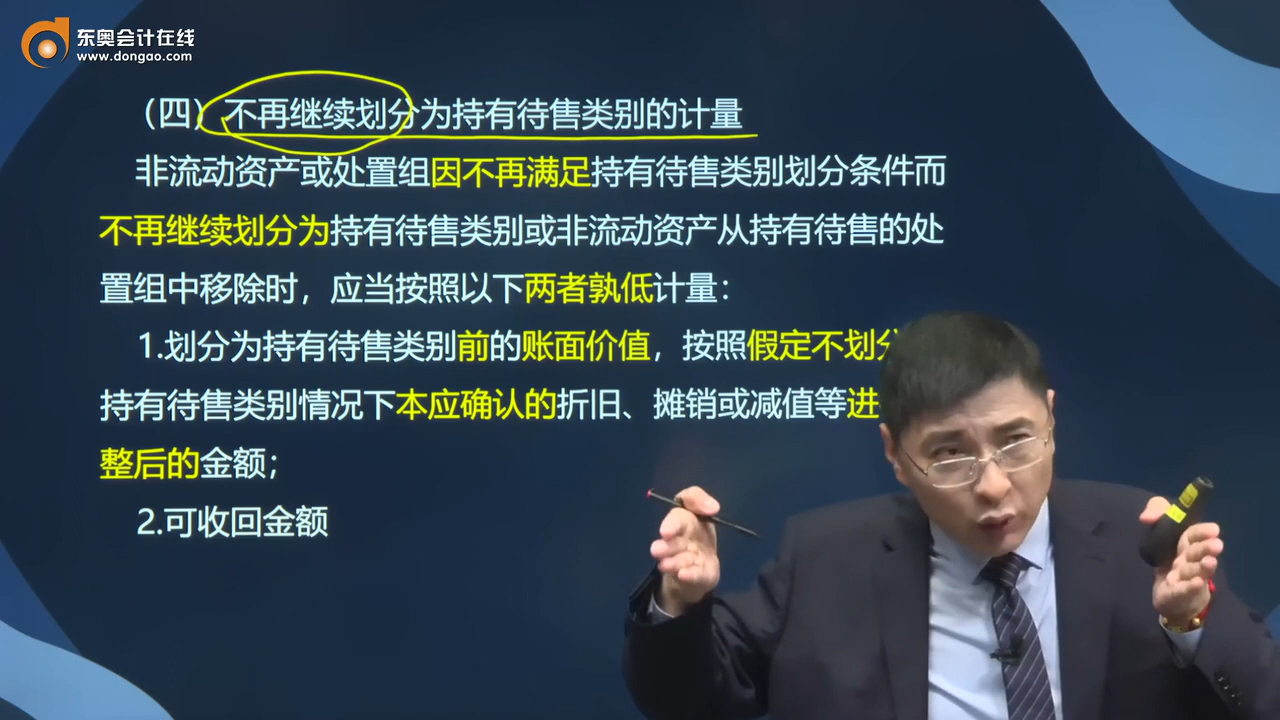 东奥会计在线
www.dongao.com
(四)不再继续划分为持有待售类别的计量
非流动资产或处置组因不再满足持有待售类别划分条件而
不再继续划分为持有待售类别或非流动资产从持有待售的处
置组中移除时，应当按照以下两者孰低计量：
1.划分为持有待售类别前的账面价值，按照假定不划分
持有待售类别情况下本应确认的折旧、摊销或减值等进
整后的金额；
2.可收回金额